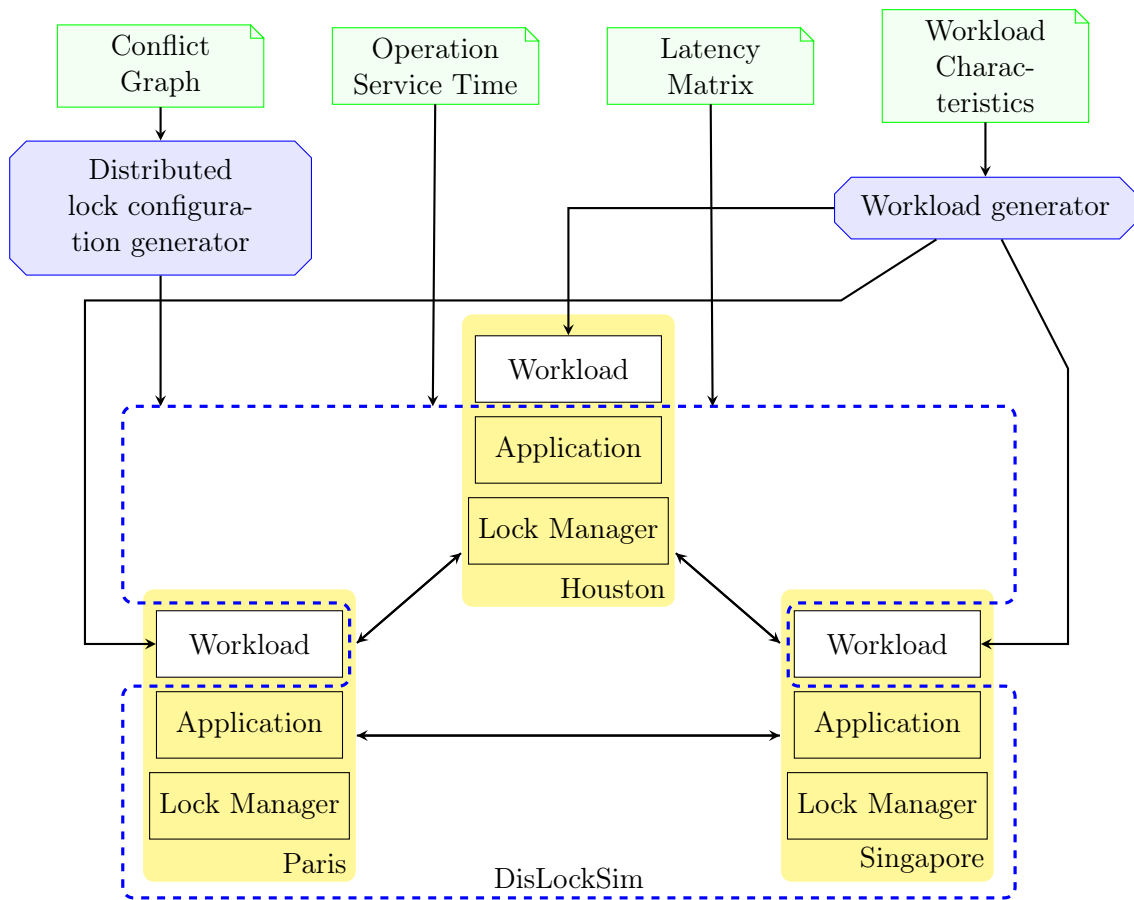 Conflict
Graph
Operation
Service Time
Latency
Matrix
Workload
Charac-
teristics
Distributed
lock configura-
tion generator
Workload generator
Workload
Application
Lock Manager
Houston
Workload
Application
Lock Manager
Paris
Workload
Application
Lock Manager
Singapore
DisLockSim